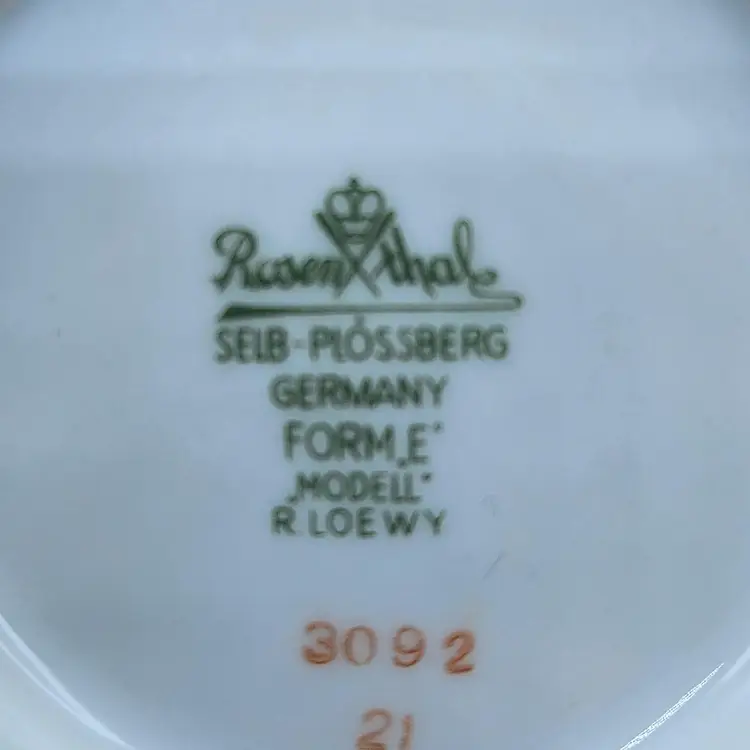 Rosenthal
SELB-PLÖSSBERG
GERMANY
FORM „E“
„MODELL“
R. LOEWY
3092
21